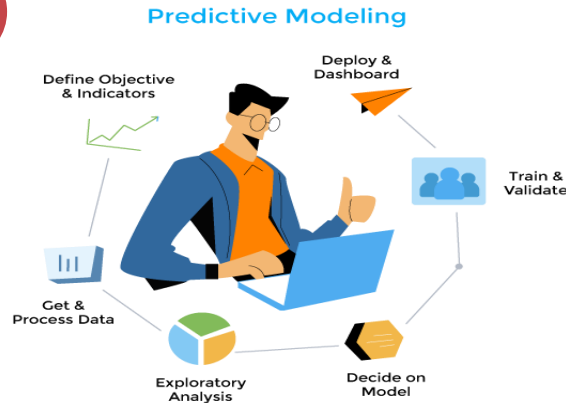 Predictive Modeling
Define Objective
& Indicators
Deploy &
Dashboard
Train &
Validate
Get &
Process Data
Exploratory
Analysis
Decide on
Model